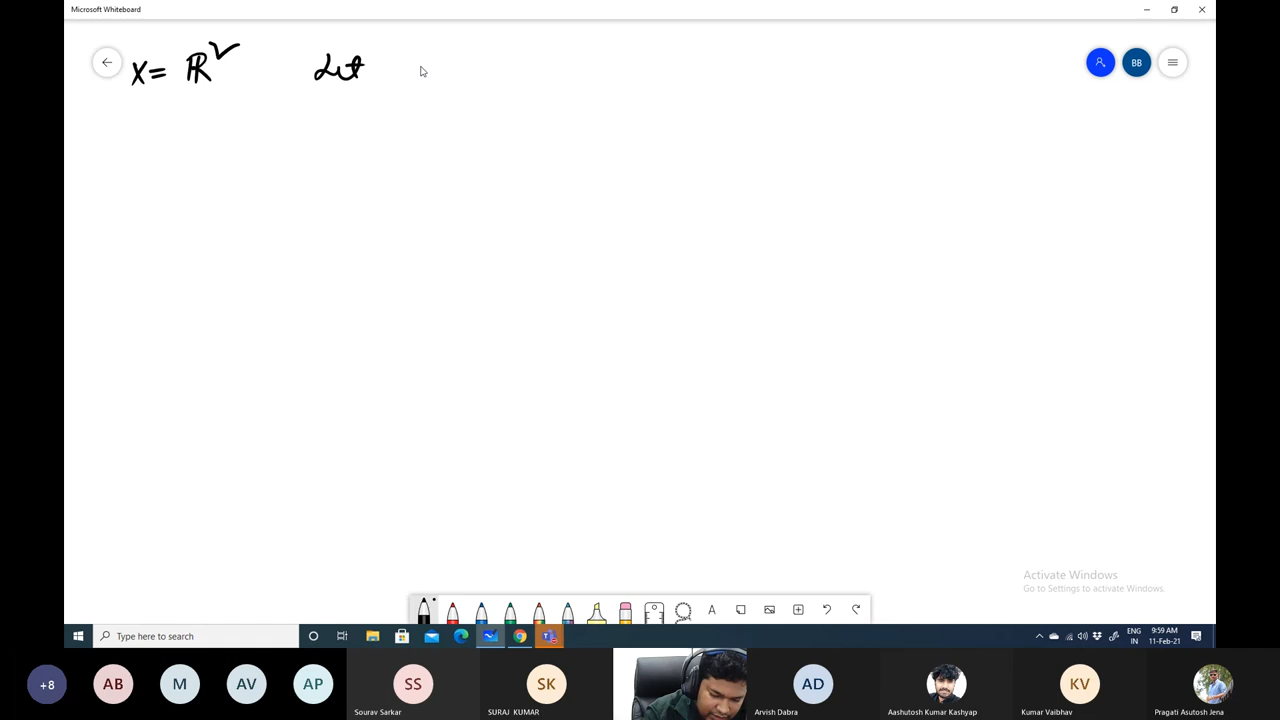 Microsoft Whiteboard
X = ℝ² Let
BB
Activate Windows
Go to Settings to activate Windows.
A
Type here to search
ENG
IN
9:59 AM
11-Feb-21
+8
AB
M
AV
AP
SS
SK
AD
KV
Sourav Sarkar
SURAJ KUMAR
Arvish Dabra
Aashutosh Kumar Kashyap
Kumar Vaibhav
Pragati Asutosh Jena